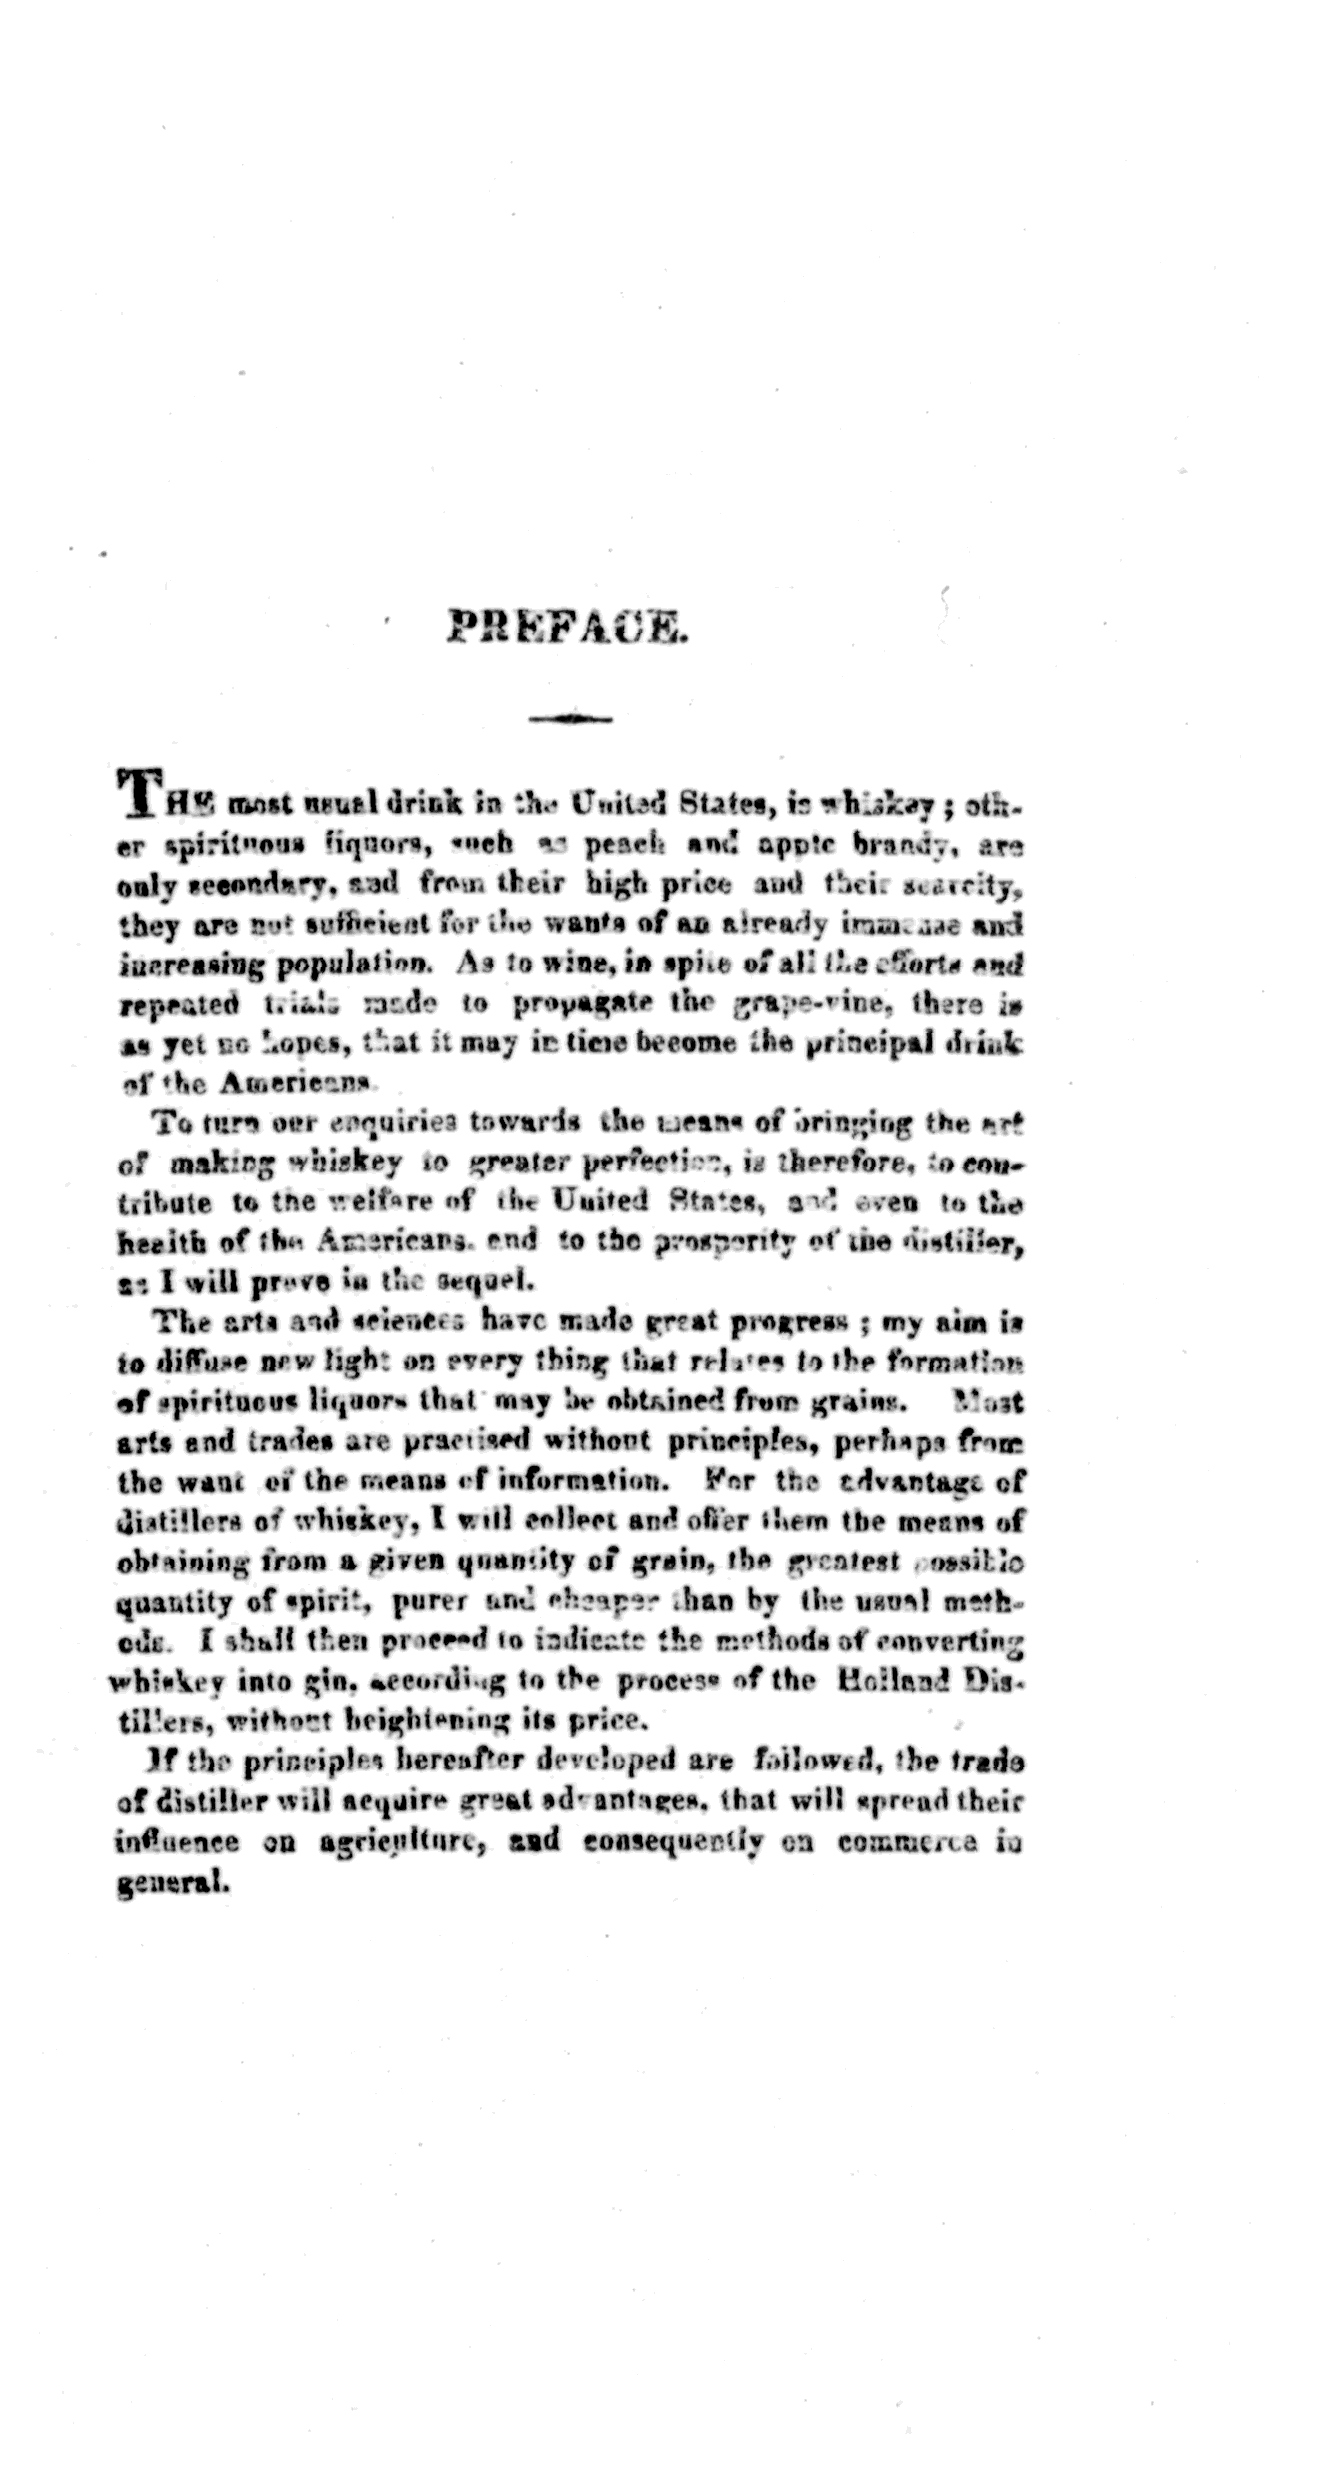 PREFACE.
THE most usual drink in the United States, is whiskey; oth-
er spirituous liquors, such as peach and apple brandy, are
only secondary, and from their high price and their scarcity,
they are not sufficient for the wants of an already immense and
increasing population. As to wine, in spite of all the efforts and
repeated trials made to propagate the grape-vine, there is
as yet no hopes, that it may in time become the principal drink
of the Americans.
To turn our enquiries towards the means of bringing the art
of making whiskey to greater perfection, is therefore, to con-
tribute to the welfare of the United States, and even to the
health of the Americans, and to the prosperity of the distiller,
as I will prove in the sequel.
The arts and sciences have made great progress; my aim is
to diffuse new light on every thing that relates to the formation
of spirituous liquors that may be obtained from grains. Most
arts and trades are practised without principles, perhaps from
the want of the means of information. For the advantage of
distillers of whiskey, I will collect and offer them the means of
obtaining from a given quantity of grain, the greatest possible
quantity of spirit, purer and cheaper than by the usual meth-
ods. I shall then proceed to indicate the methods of converting
whiskey into gin, according to the process of the Holland Dis-
tillers, without heightening its price.
If the principles hereafter developed are followed, the trade
of distiller will acquire great advantages, that will spread their
influence on agriculture, and consequently on commerce in
general.